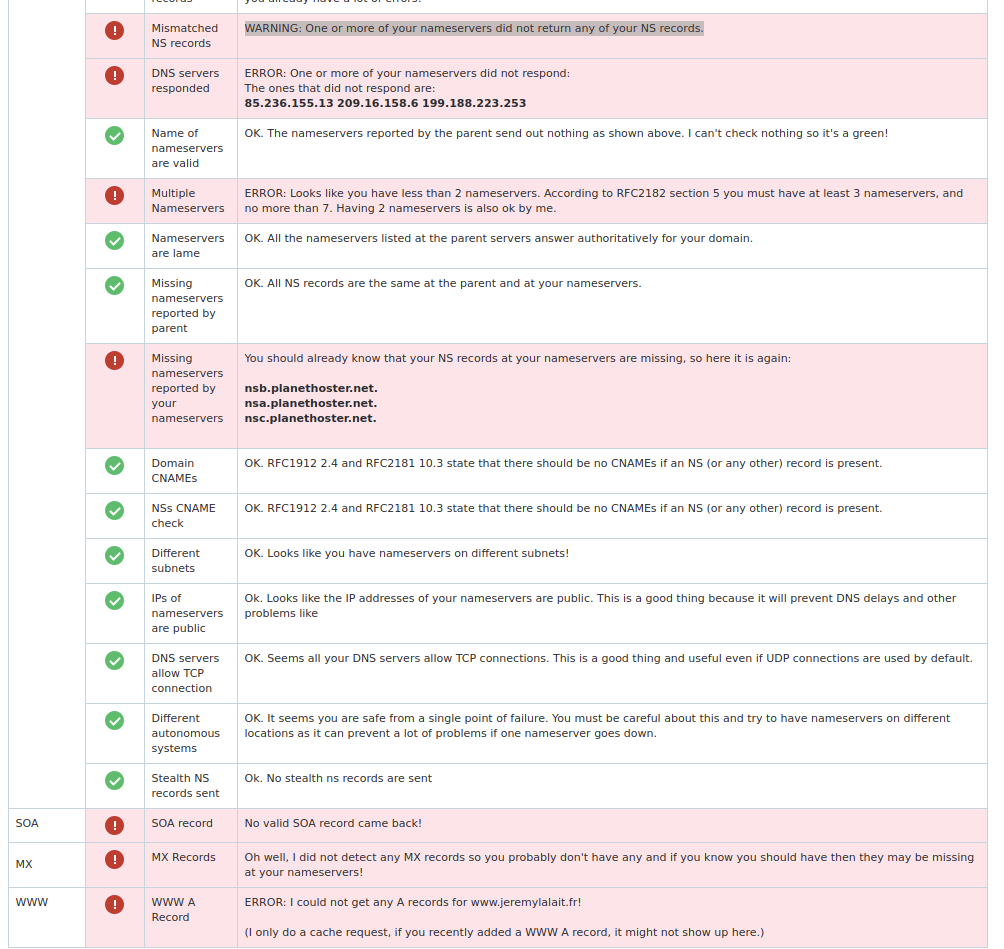 records
you already have a lot of errors!
Mismatched
NS records
WARNING: One or more of your nameservers did not return any of your NS records.
DNS servers
responded
ERROR: One or more of your nameservers did not respond:
The ones that did not respond are:
85.236.155.13 209.16.158.6 199.188.223.253
Name of
nameservers
are valid
OK. The nameservers reported by the parent send out nothing as shown above. I can't check nothing so it's a green!
Multiple
Nameservers
ERROR: Looks like you have less than 2 nameservers. According to RFC2182 section 5 you must have at least 3 nameservers, and
no more than 7. Having 2 nameservers is also ok by me.
Nameservers
are lame
OK. All the nameservers listed at the parent servers answer authoritatively for your domain.
Missing
nameservers
reported by
parent
OK. All NS records are the same at the parent and at your nameservers.
Missing
nameservers
reported by
your
nameservers
You should already know that your NS records at your nameservers are missing, so here it is again:
nsb.planethoster.net.
nsa.planethoster.net.
nsc.planethoster.net.
Domain
CNAMEs
OK. RFC1912 2.4 and RFC2181 10.3 state that there should be no CNAMEs if an NS (or any other) record is present.
NSs CNAME
check
OK. RFC1912 2.4 and RFC2181 10.3 state that there should be no CNAMEs if an NS (or any other) record is present.
Different
subnets
OK. Looks like you have nameservers on different subnets!
IPs of
nameservers
are public
Ok. Looks like the IP addresses of your nameservers are public. This is a good thing because it will prevent DNS delays and other
problems like
DNS servers
allow TCP
connection
OK. Seems all your DNS servers allow TCP connections. This is a good thing and useful even if UDP connections are used by default.
Different
autonomous
systems
OK. It seems you are safe from a single point of failure. You must be careful about this and try to have nameservers on different
locations as it can prevent a lot of problems if one nameserver goes down.
Stealth NS
records sent
Ok. No stealth ns records are sent
SOA
SOA record
No valid SOA record came back!
MX
MX Records
Oh well, I did not detect any MX records so you probably don't have any and if you know you should have then they may be missing
at your nameservers!
WWW
WWW A
Record
ERROR: I could not get any A records for www.jeremylalait.fr!
(I only do a cache request, if you recently added a WWW A record, it might not show up here.)